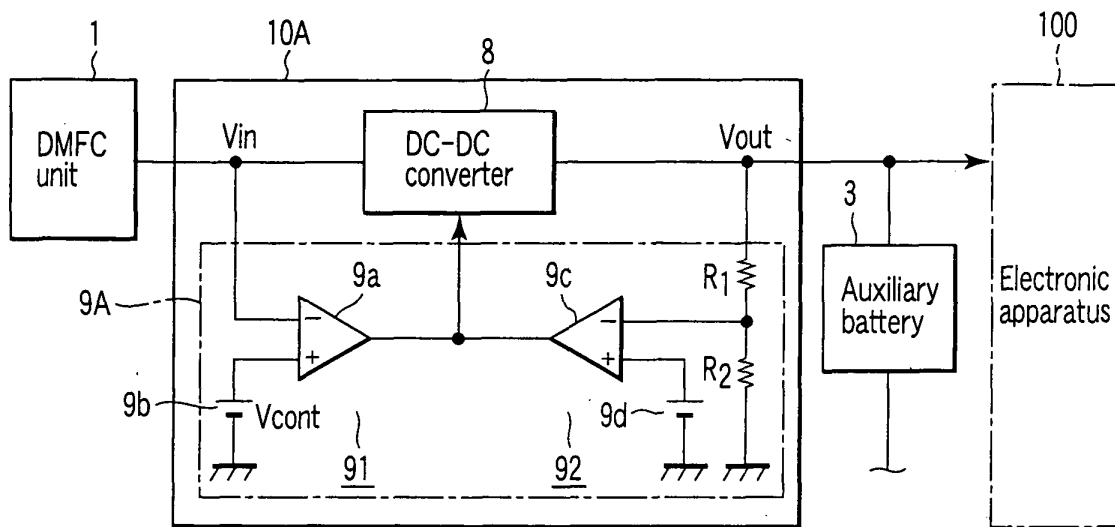 1
10A
8
100
DMFC
unit
Vin
DC-DC
converter
Vout
3
Auxiliary
battery
Electronic
apparatus
9A
9a
9c
R1
−
−
+
+
R2
9b
Vcont
9d
91
92